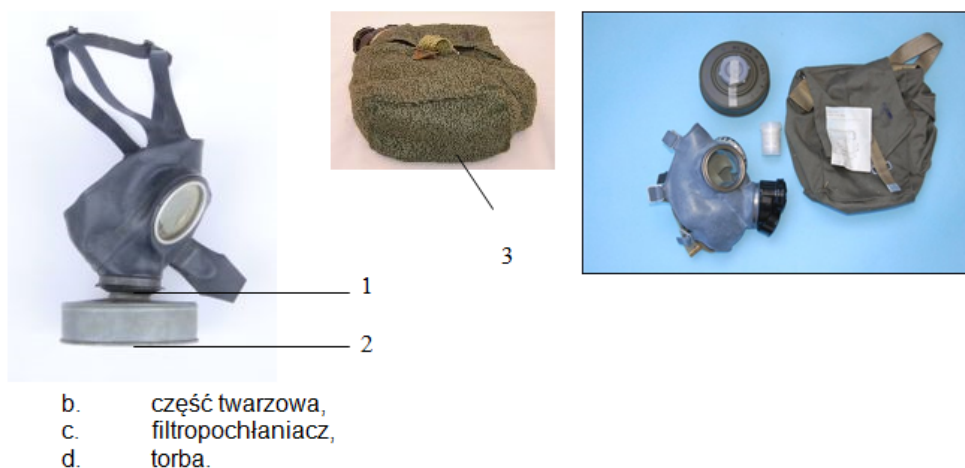 3
1
2
b. część twarzowa,
c. filtropochłaniacz,
d. torba.